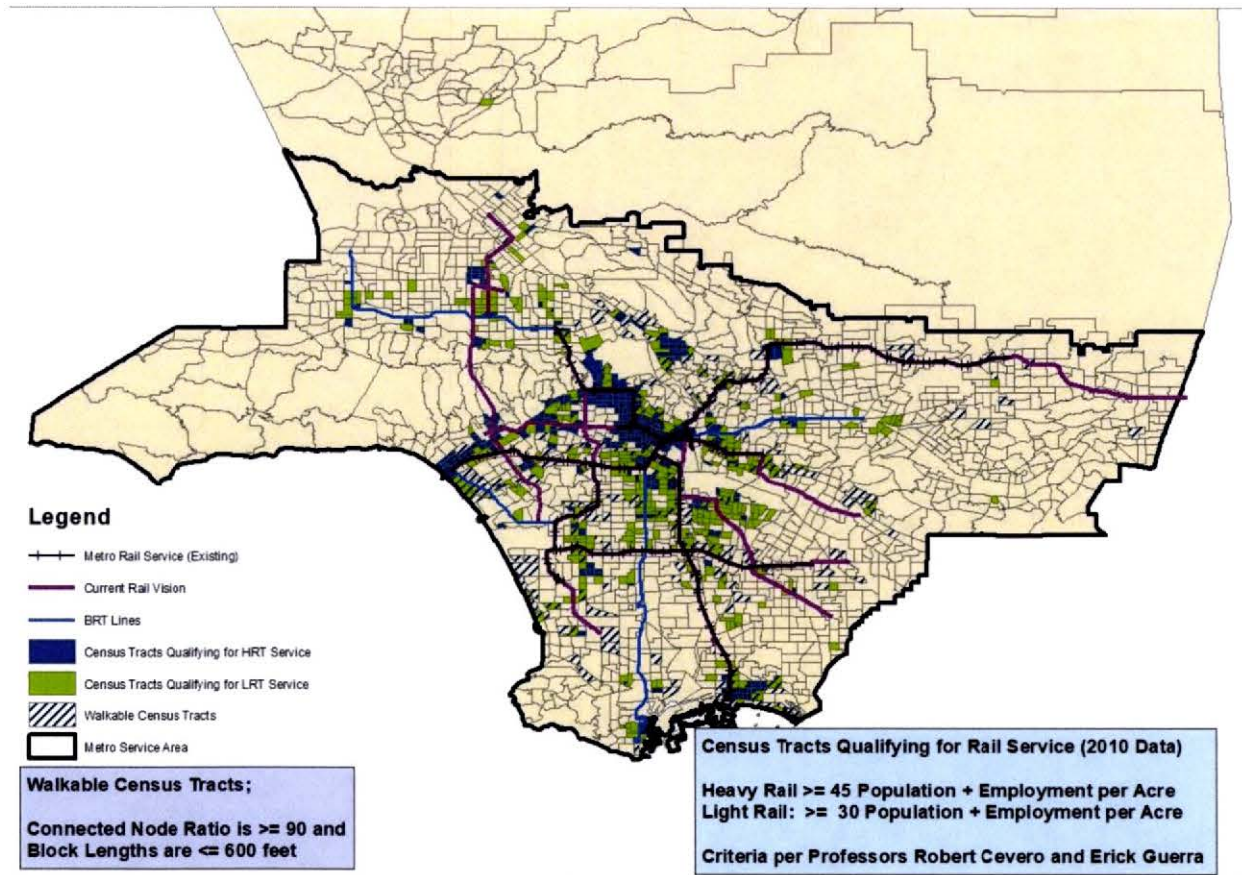 Legend
Metro Rail Service (Existing)
Current Rail Vision
BRT Lines
Census Tracts Qualifying for HRT Service
Census Tracts Qualifying for LRT Service
Walkable Census Tracts
Metro Service Area
Walkable Census Tracts;
Connected Node Ratio is >= 90 and
Block Lengths are <= 600 feet
Census Tracts Qualifying for Rail Service (2010 Data)
Heavy Rail >= 45 Population + Employment per Acre
Light Rail: >= 30 Population + Employment per Acre
Criteria per Professors Robert Cevero and Erick Guerra